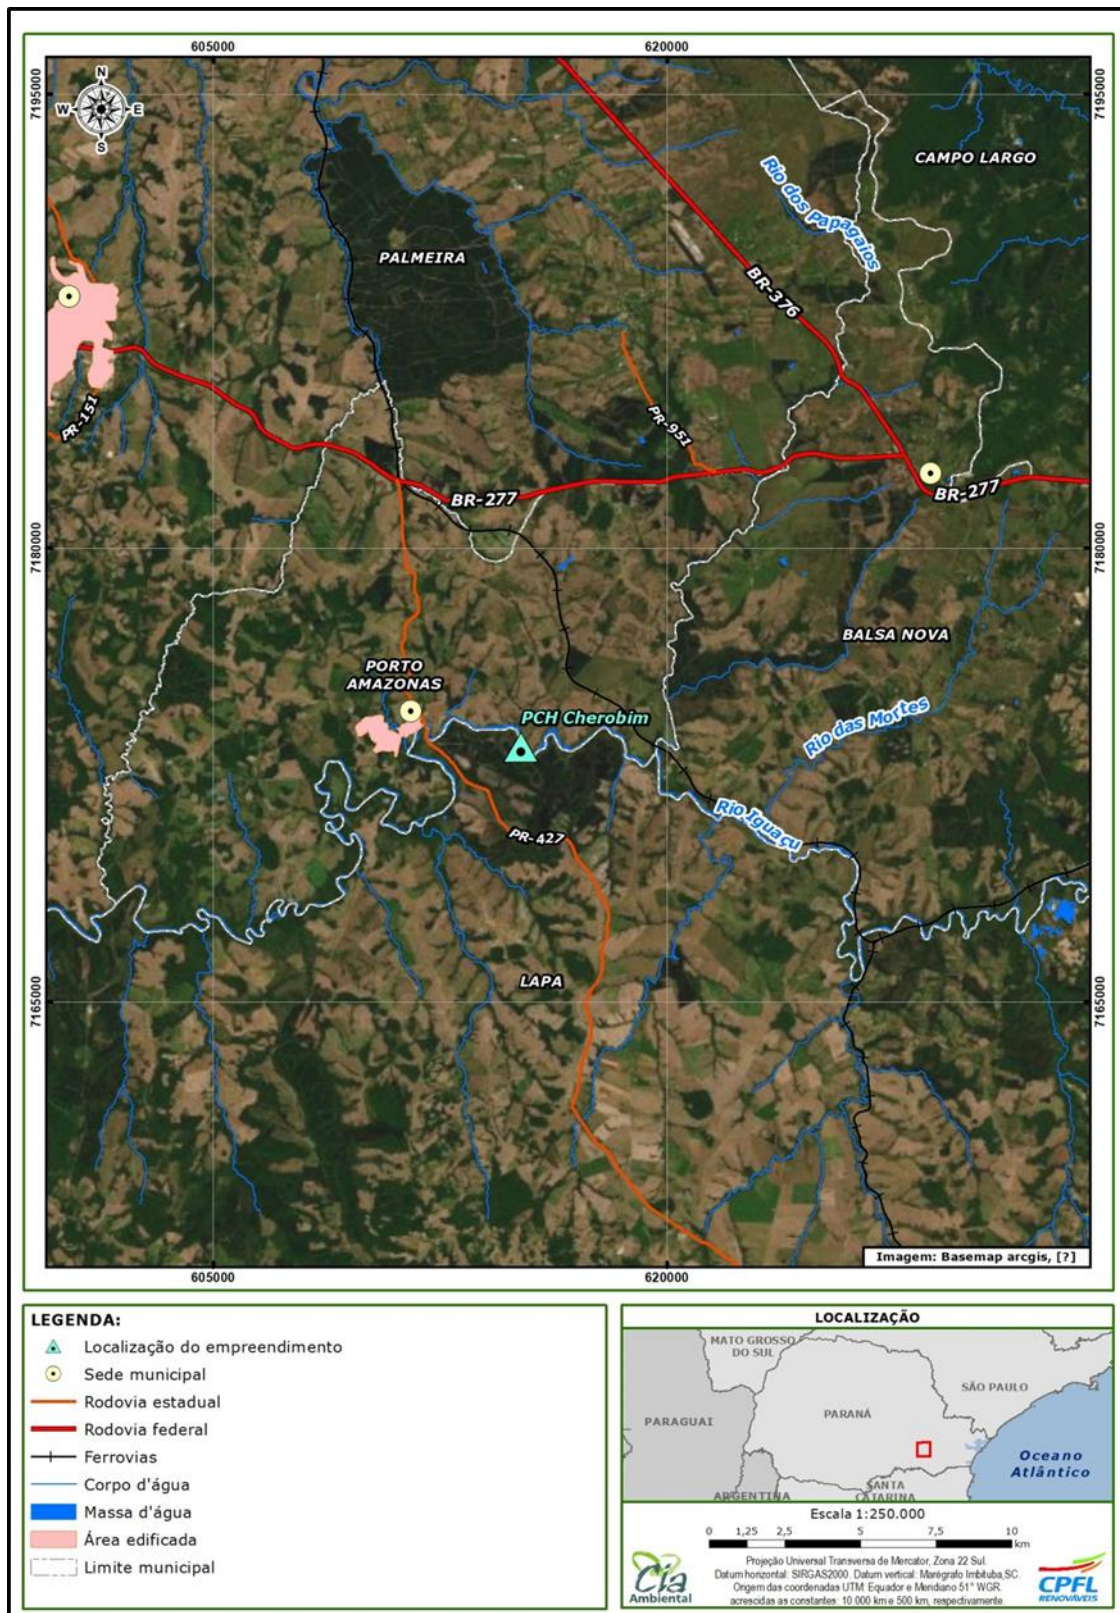 605000
620000
7195000
7195000
N
W
E
S
CAMPO LARGO
Rio dos Papagaios
PALMEIRA
BR-376
PR-151
PR-951
BR-277
BR-277
7180000
7180000
BALSA NOVA
PORTO
AMAZONAS
PCH Cherobim
Rio das Mortes
Rio Iguaçu
PR-427
LAPA
7165000
7165000
Imagem: Basemap arcgis, [?]
605000
620000
LEGENDA:
Localização do empreendimento
Sede municipal
Rodovia estadual
Rodovia federal
Ferrovias
Corpo d'água
Massa d'água
Área edificada
Limite municipal
LOCALIZAÇÃO
MATO GROSSO
DO SUL
SÃO PAULO
PARAGUAI
PARANÁ
Oceano
Atlântico
SANTA
CATARINA
ARGENTINA
Escala 1:250.000
0 1,25 2,5 5 7,5 10
km
Projeção Universal Transversa de Mercator, Zona 22 Sul.
Datum horizontal: SIRGAS2000. Datum vertical: Marégrafo Imbituba,SC.
Origem das coordenadas UTM: Equador e Meridiano 51° WGR.
acrescidas as constantes: 10.000 km e 500 km, respectivamente.
Cia
Ambiental
CPFL
RENOVÁVEIS